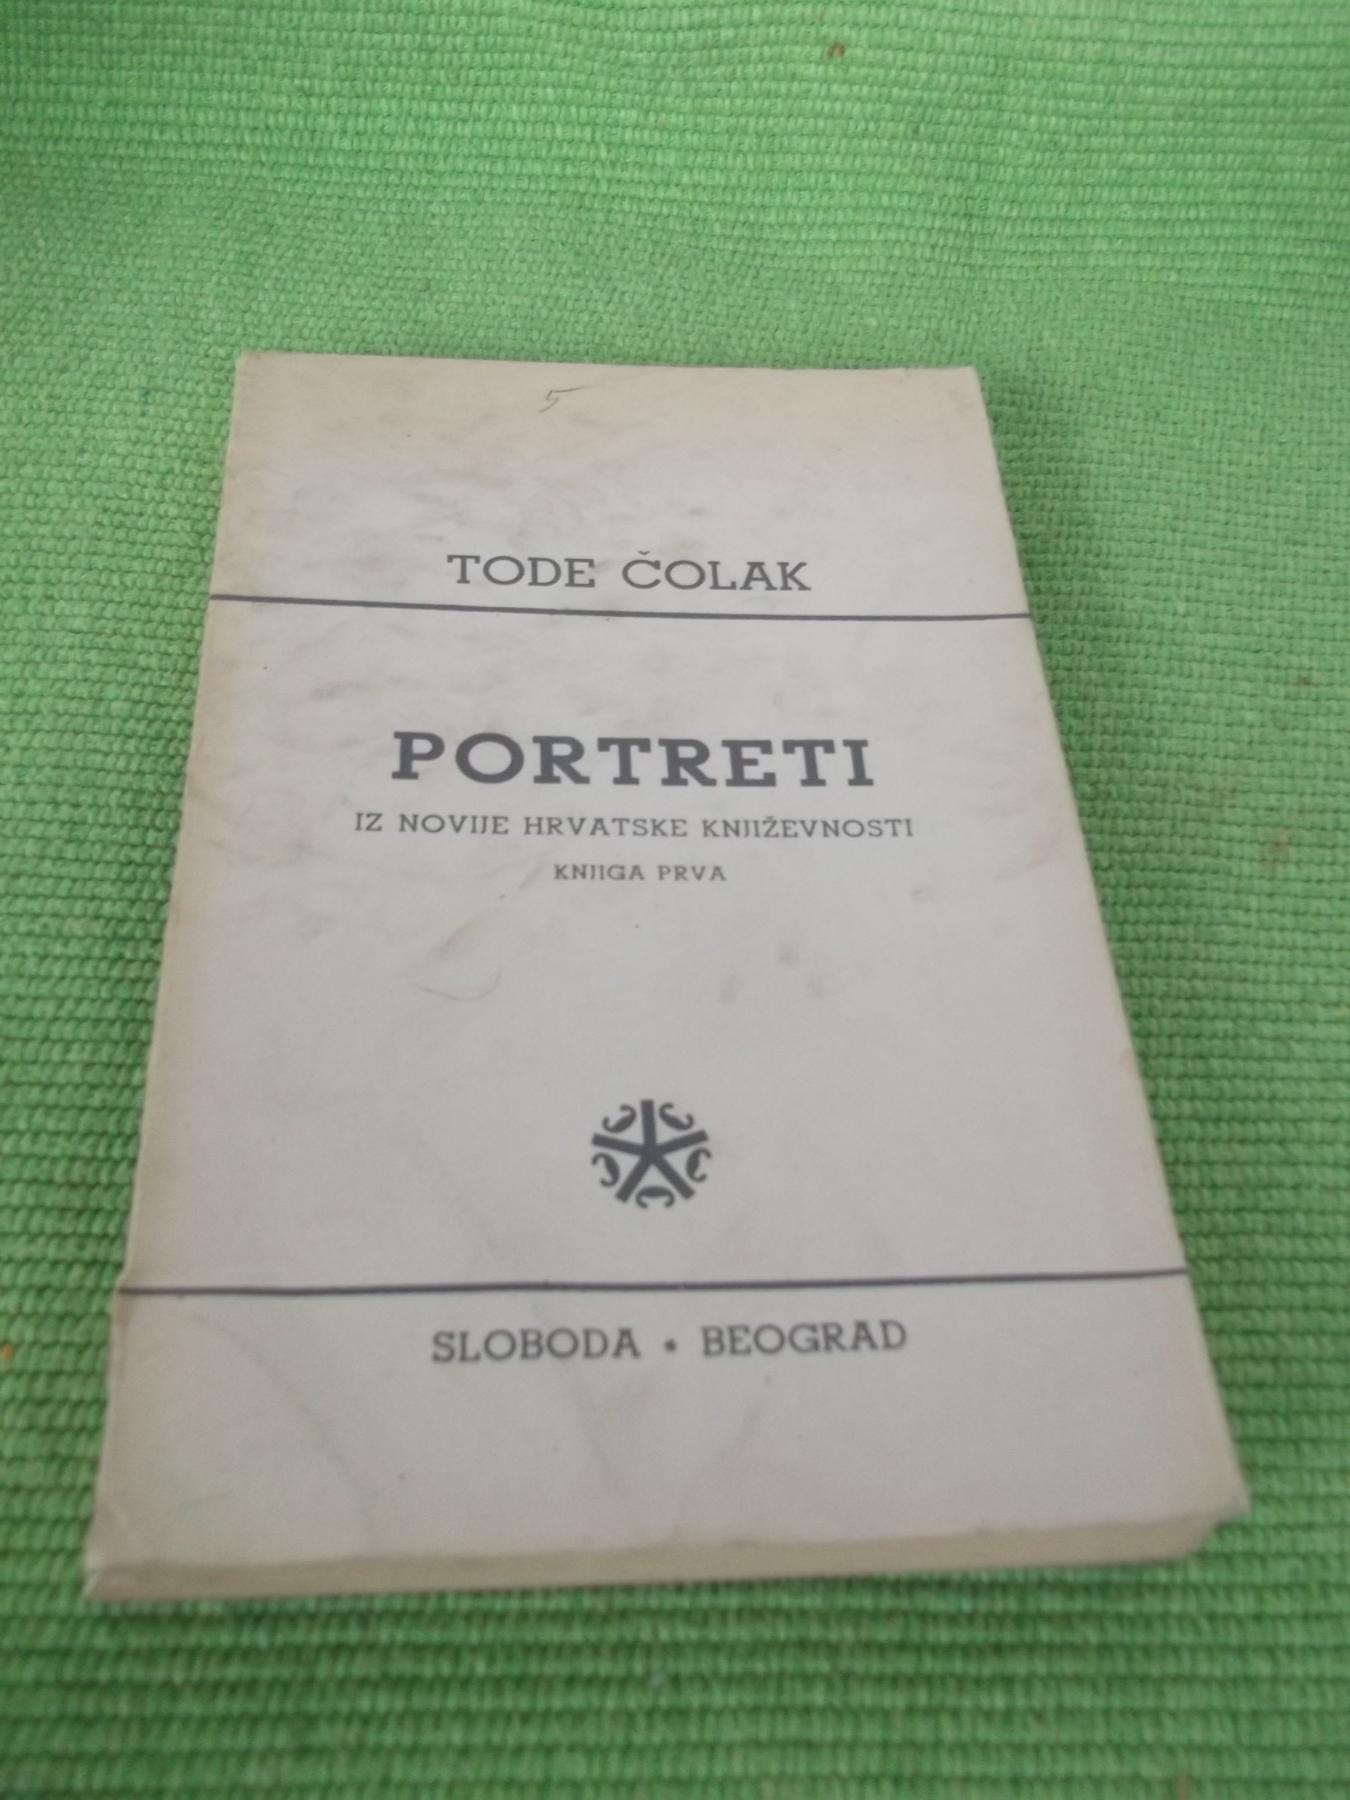 5
TODE ČOLAK
PORTRETI
IZ NOVIJE HRVATSKE KNJIŽEVNOSTI
KNJIGA PRVA
SLOBODA • BEOGRAD